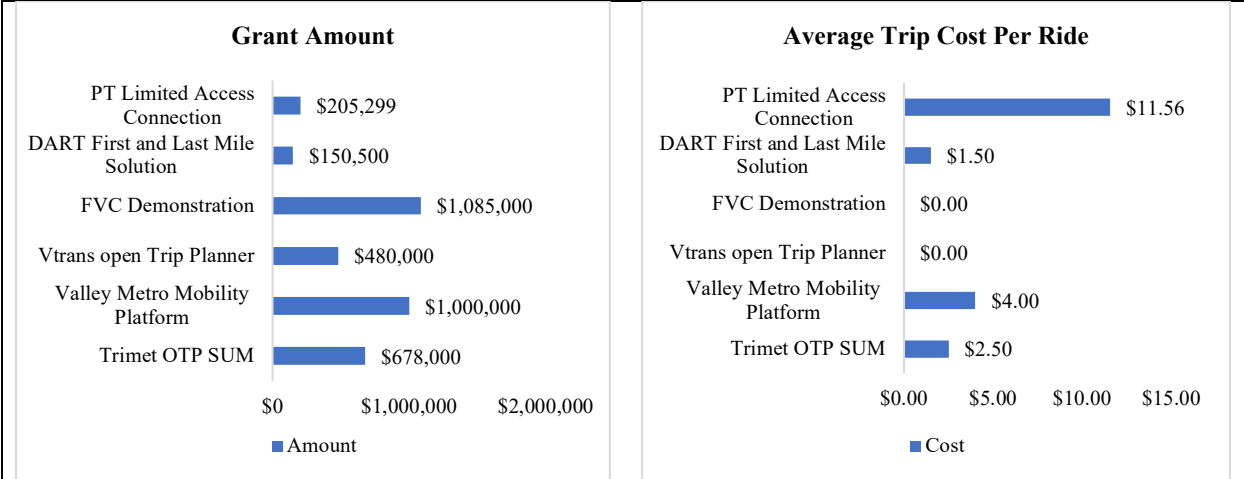 Grant Amount
PT Limited Access
Connection
$205,299
DART First and Last Mile
Solution
$150,500
FVC Demonstration
$1,085,000
Vtrans open Trip Planner
$480,000
Valley Metro Mobility
Platform
$1,000,000
Trimet OTP SUM
$678,000
$0 $1,000,000 $2,000,000
Amount
Average Trip Cost Per Ride
PT Limited Access
Connection
$11.56
DART First and Last Mile
Solution
$1.50
FVC Demonstration
$0.00
Vtrans open Trip Planner
$0.00
Valley Metro Mobility
Platform
$4.00
Trimet OTP SUM
$2.50
$0.00 $5.00 $10.00 $15.00
Cost